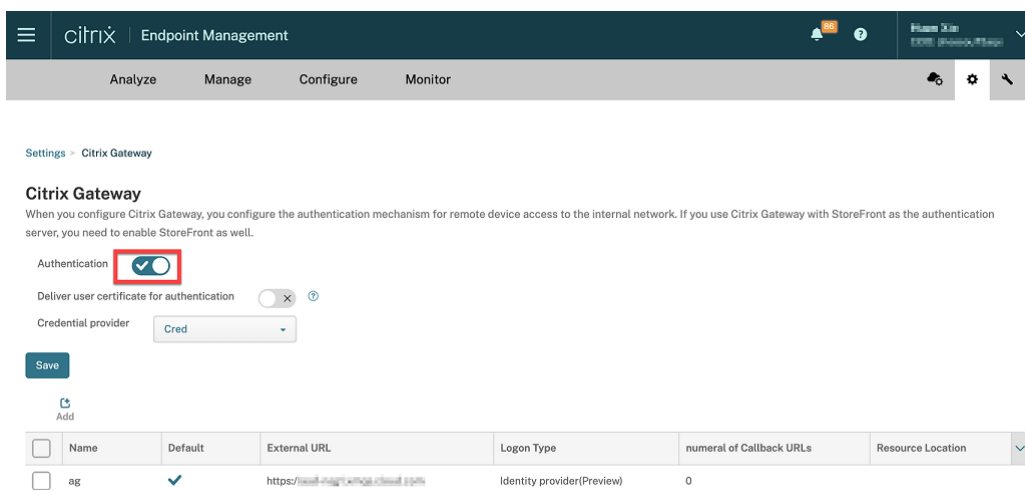 citrix Endpoint Management 86
Analyze Manage Configure Monitor
Settings > Citrix Gateway
Citrix Gateway
When you configure Citrix Gateway, you configure the authentication mechanism for remote device access to the internal network. If you use Citrix Gateway with StoreFront as the authentication
server, you need to enable StoreFront as well.
Authentication
Deliver user certificate for authentication
Credential provider Cred
Save
Add
Name Default External URL Logon Type numeral of Callback URLs Resource Location
ag https:/ Identity provider(Preview) 0